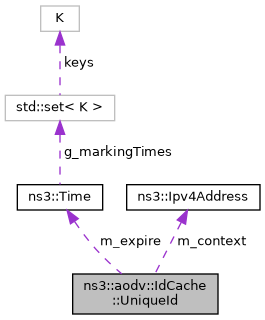 K
keys
std::set< K >
g_markingTimes
ns3::Time
ns3::Ipv4Address
m_expire
m_context
ns3::aodv::IdCache
::UniqueId